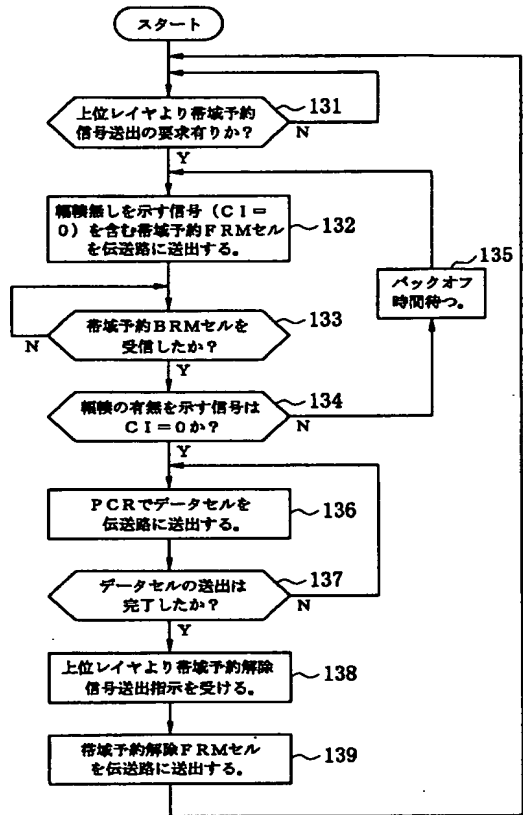 スタート
上位レイヤより帯域予約
信号送出の要求有りか?
131
N
Y
輻輳無しを示す信号(CI=
0)を含む帯域予約FRMセル
を伝送路に送出する。
132
135
バックオフ
時間待つ。
帯域予約BRMセルを
受信したか?
133
N
Y
輻輳の有無を示す信号は
CI=0か?
134
N
Y
PCRでデータセルを
伝送路に送出する。
136
データセルの送出は
完了したか?
137
N
Y
上位レイヤより帯域予約解除
信号送出指示を受ける。
138
帯域予約解除FRMセル
を伝送路に送出する。
139